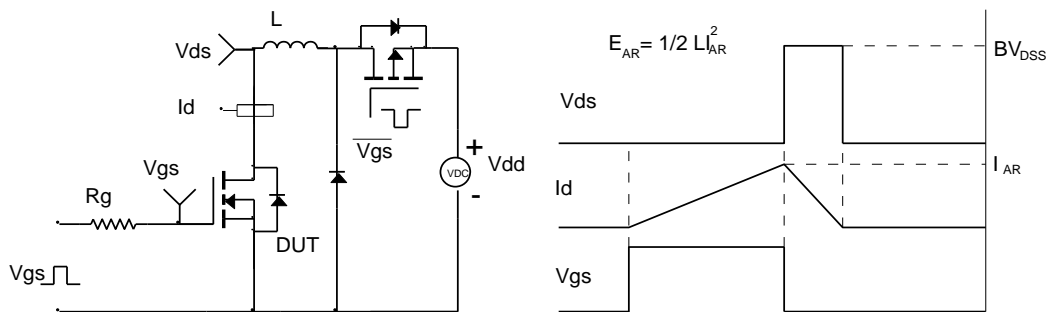 L
Vds
Id
Vgs
Rg
DUT
Vgs
Vgs
+
Vdd
-
VDC
E_AR = 1/2 LI_AR^2
BV_DSS
Vds
I_AR
Id
Vgs